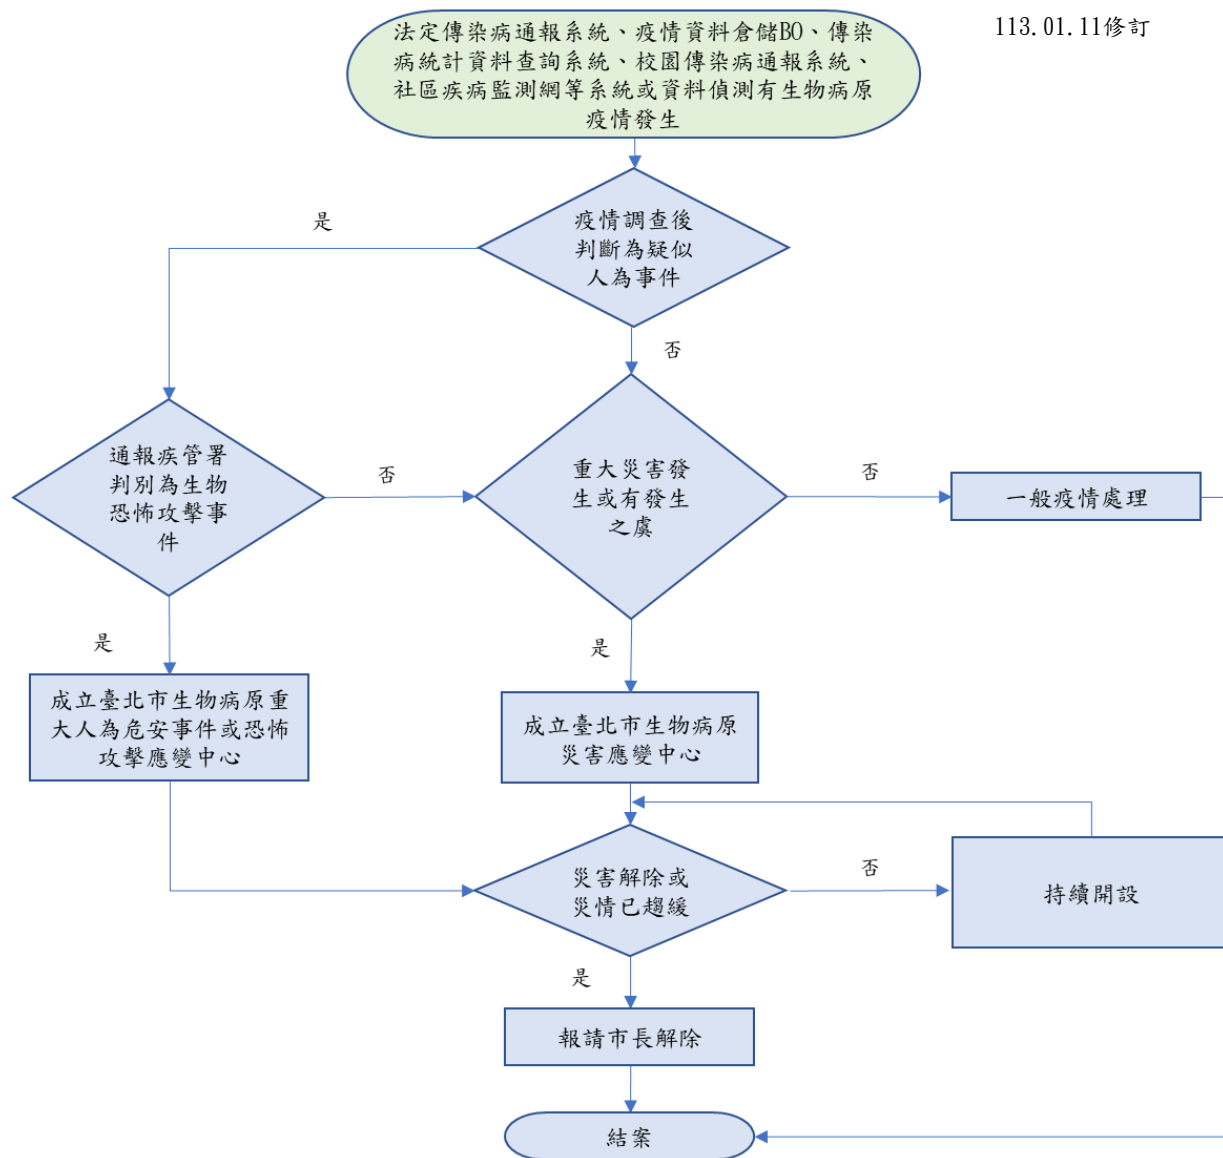 113.01.11修訂
法定傳染病通報系統、疫情資料倉儲BO、傳染
病統計資料查詢系統、校園傳染病通報系統、
社區疾病監測網等系統或資料偵測有生物病原
疫情發生
是
疫情調查後
判斷為疑似
人為事件
否
通報疾管署
判別為生物
恐怖攻擊事
件
否
重大災害發
生或有發生
之虞
否
一般疫情處理
是
是
成立臺北市生物病原重
大人為危安事件或恐怖
攻擊應變中心
成立臺北市生物病原
災害應變中心
災害解除或
災情已趨緩
否
持續開設
是
報請市長解除
結案